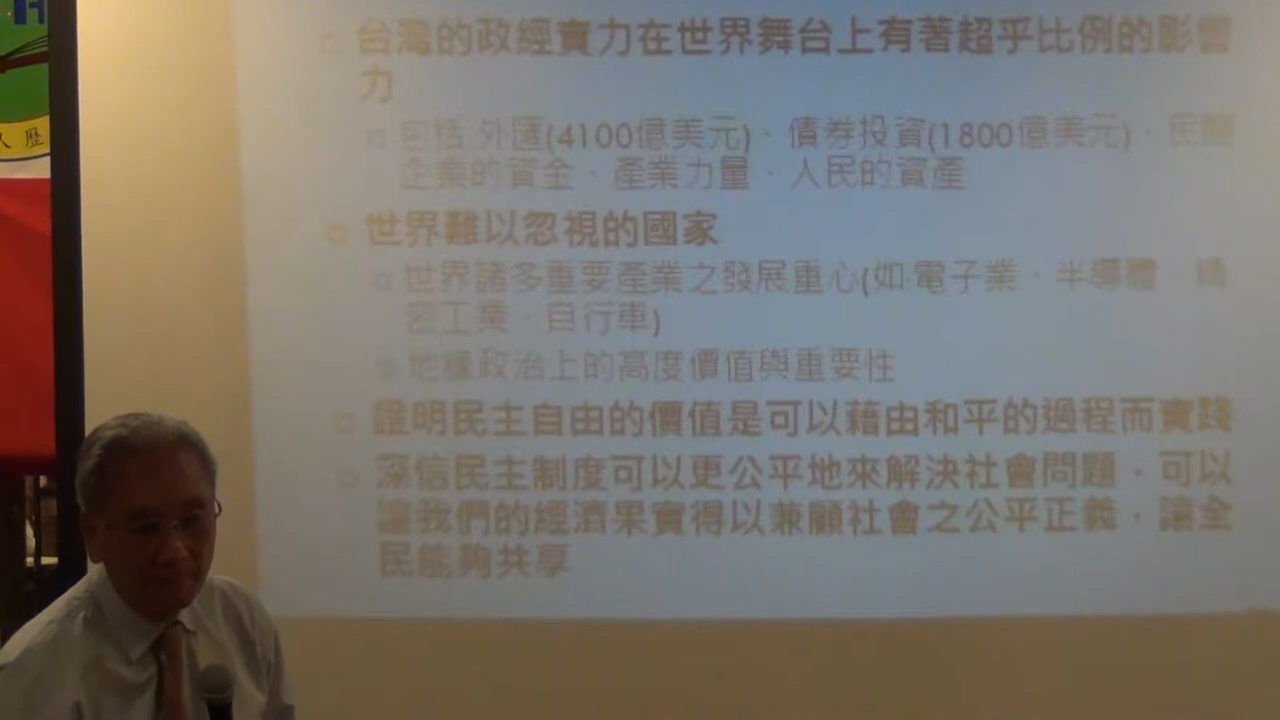 台灣的政經實力在世界舞台上有著超乎比例的影響
力
包括:外匯(4100億美元)、債券投資(1800億美元)、民間
企業的資金、產業力量、人民的資產
世界難以忽視的國家
世界諸多重要產業之發展重心(如:電子業、半導體、精
密工業、自行車)
地緣政治上的高度價值與重要性
證明民主自由的價值是可以藉由和平的過程而實踐
深信民主制度可以更公平地來解決社會問題、可以
讓我們的經濟果實得以兼顧社會之公平正義、讓全
民能夠共享
歷